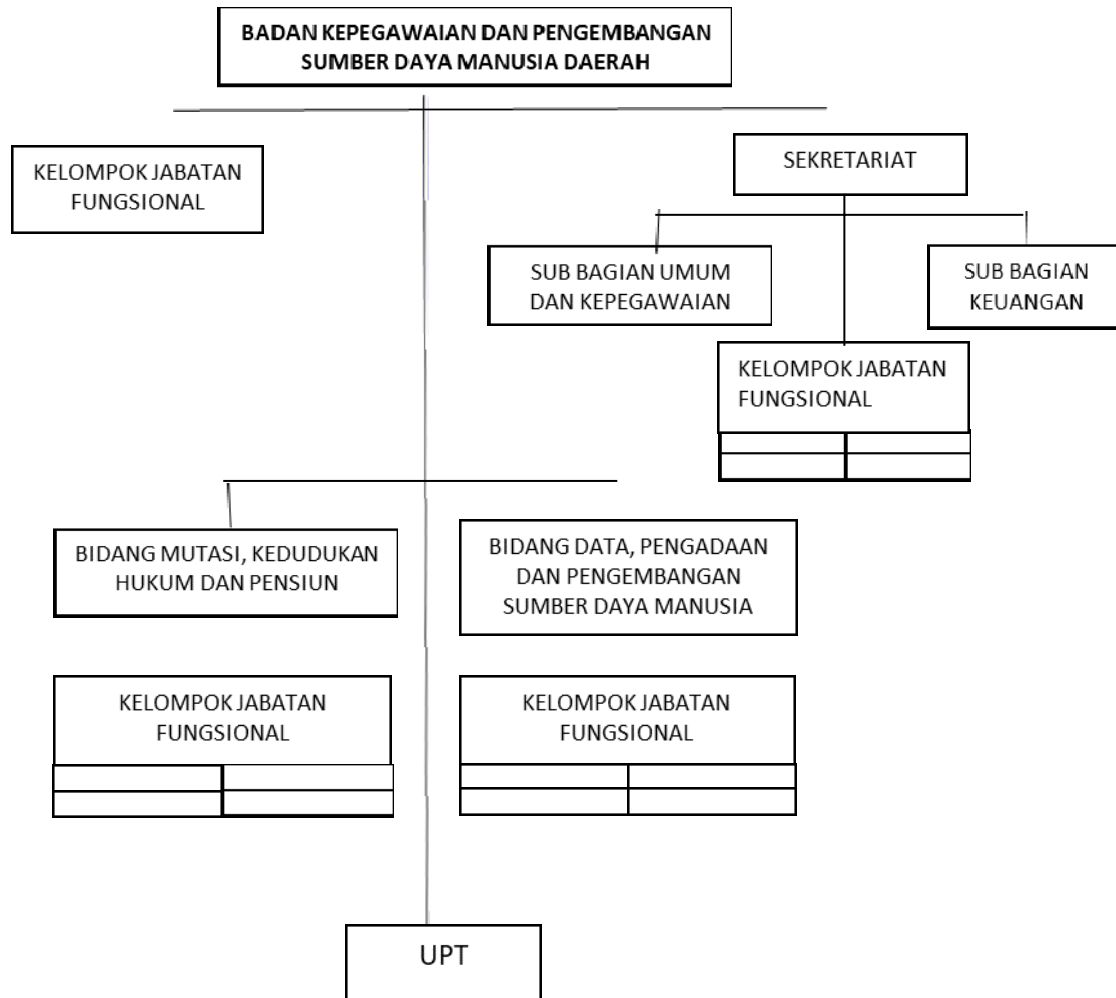 BADAN KEPEGAWAIAN DAN PENGEMBANGAN
SUMBER DAYA MANUSIA DAERAH
KELOMPOK JABATAN
FUNGSIONAL
SEKRETARIAT
SUB BAGIAN UMUM
DAN KEPEGAWAIAN
SUB BAGIAN
KEUANGAN
KELOMPOK JABATAN
FUNGSIONAL
BIDANG MUTASI, KEDUDUKAN
HUKUM DAN PENSIUN
BIDANG DATA, PENGADAAN
DAN PENGEMBANGAN
SUMBER DAYA MANUSIA
KELOMPOK JABATAN
FUNGSIONAL
KELOMPOK JABATAN
FUNGSIONAL
UPT